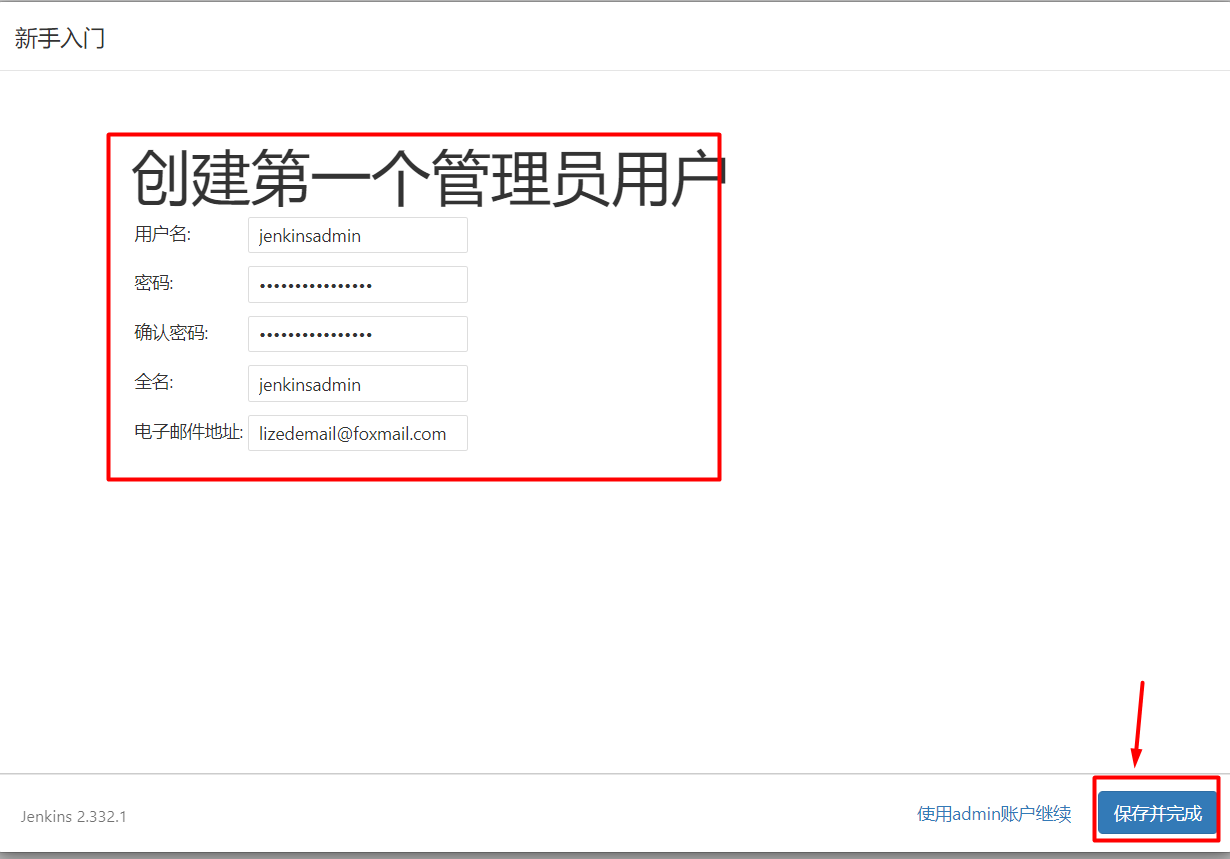 新手入门
创建第一个管理员用户
用户名: jenkinsadmin
密码: ••••••••••••••••
确认密码: ••••••••••••••••
全名: jenkinsadmin
电子邮件地址: lizedemail@foxmail.com
Jenkins 2.332.1 使用admin账户继续 保存并完成